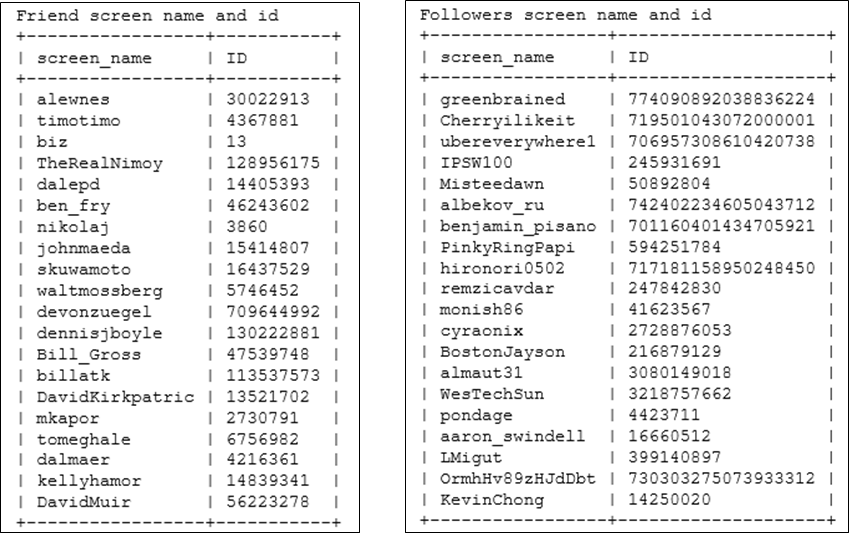 Friend screen name and id
+------------------+-----------+
| screen_name | ID |
+------------------+-----------+
| alewnes | 30022913 |
| timotimo | 4367881 |
| biz | 13 |
| TheRealNimoy | 128956175 |
| dalepd | 14405393 |
| ben_fry | 46243602 |
| nikolaj | 3860 |
| johnmaeda | 15414807 |
| skuwamoto | 16437529 |
| waltmossberg | 5746452 |
| devonzuegel | 709644992 |
| dennisjboyle | 130222881 |
| Bill_Gross | 47539748 |
| billatk | 113537573 |
| DavidKirkpatric | 13521702 |
| mkapor | 2730791 |
| tomeghale | 6756982 |
| dalmaer | 4216361 |
| kellyhamor | 14839341 |
| DavidMuir | 56223278 |
+------------------+-----------+
Followers screen name and id
+------------------+--------------------+
| screen_name | ID |
+------------------+--------------------+
| greenbrained | 774090892038836224 |
| Cherryilikeit | 719501043072000001 |
| ubereverywhere1 | 706957308610420738 |
| IPSW100 | 245931691 |
| Misteedawn | 50892804 |
| albekov_ru | 742402234605043712 |
| benjamin_pisano | 701160401434705921 |
| PinkyRingPapi | 594251784 |
| hironori0502 | 717181158950248450 |
| remzicavdar | 247842830 |
| monish86 | 41623567 |
| cyraonix | 2728876053 |
| BostonJayson | 216879129 |
| almaut31 | 3080149018 |
| WesTechSun | 3218757662 |
| pondage | 4423711 |
| aaron_swindell | 16660512 |
| LMigut | 399140897 |
| OrmhHv89zHJdDbt | 730303275073933312 |
| KevinChong | 14250020 |
+------------------+--------------------+